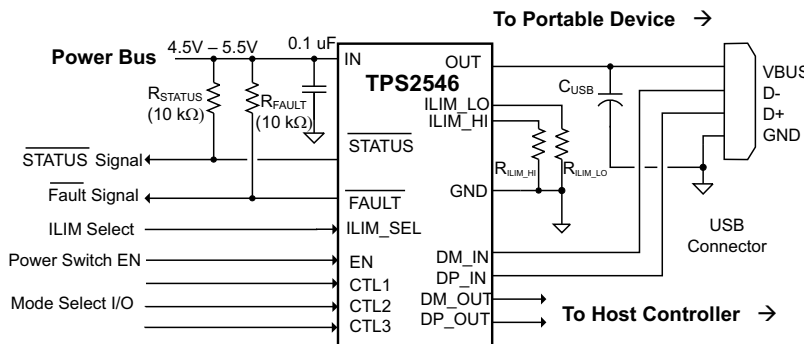 To Portable Device →
Power Bus
4.5V – 5.5V
0.1 uF
IN
TPS2546
OUT
VBUS
D-
D+
GND
RSTATUS
(10 kΩ)
RFAULT
(10 kΩ)
CUSB
ILIM_LO
ILIM_HI
STATUS
STATUS Signal
RILIM_HI
RILIM_LO
Fault Signal
FAULT
GND
ILIM Select
ILIM_SEL
USB
Connector
Power Switch EN
EN
DM_IN
DP_IN
CTL1
Mode Select I/O
CTL2
CTL3
DM_OUT
DP_OUT
To Host Controller →